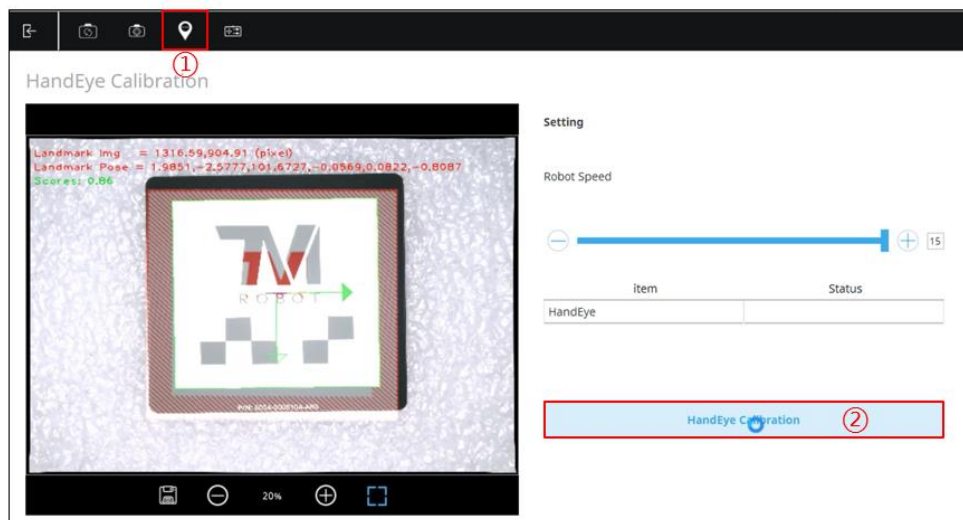 ①
HandEye Calibration
Landmark Img = 1316.59,904.91 (pixel)
Landmark Pose = 1.9851,-2.5777,101.6727,-0.0569,0.0822,-0.8087
Scores: 0.86
TM
ROBOT
20%
Setting
Robot Speed
15
item Status
HandEye
HandEye Calibration ②